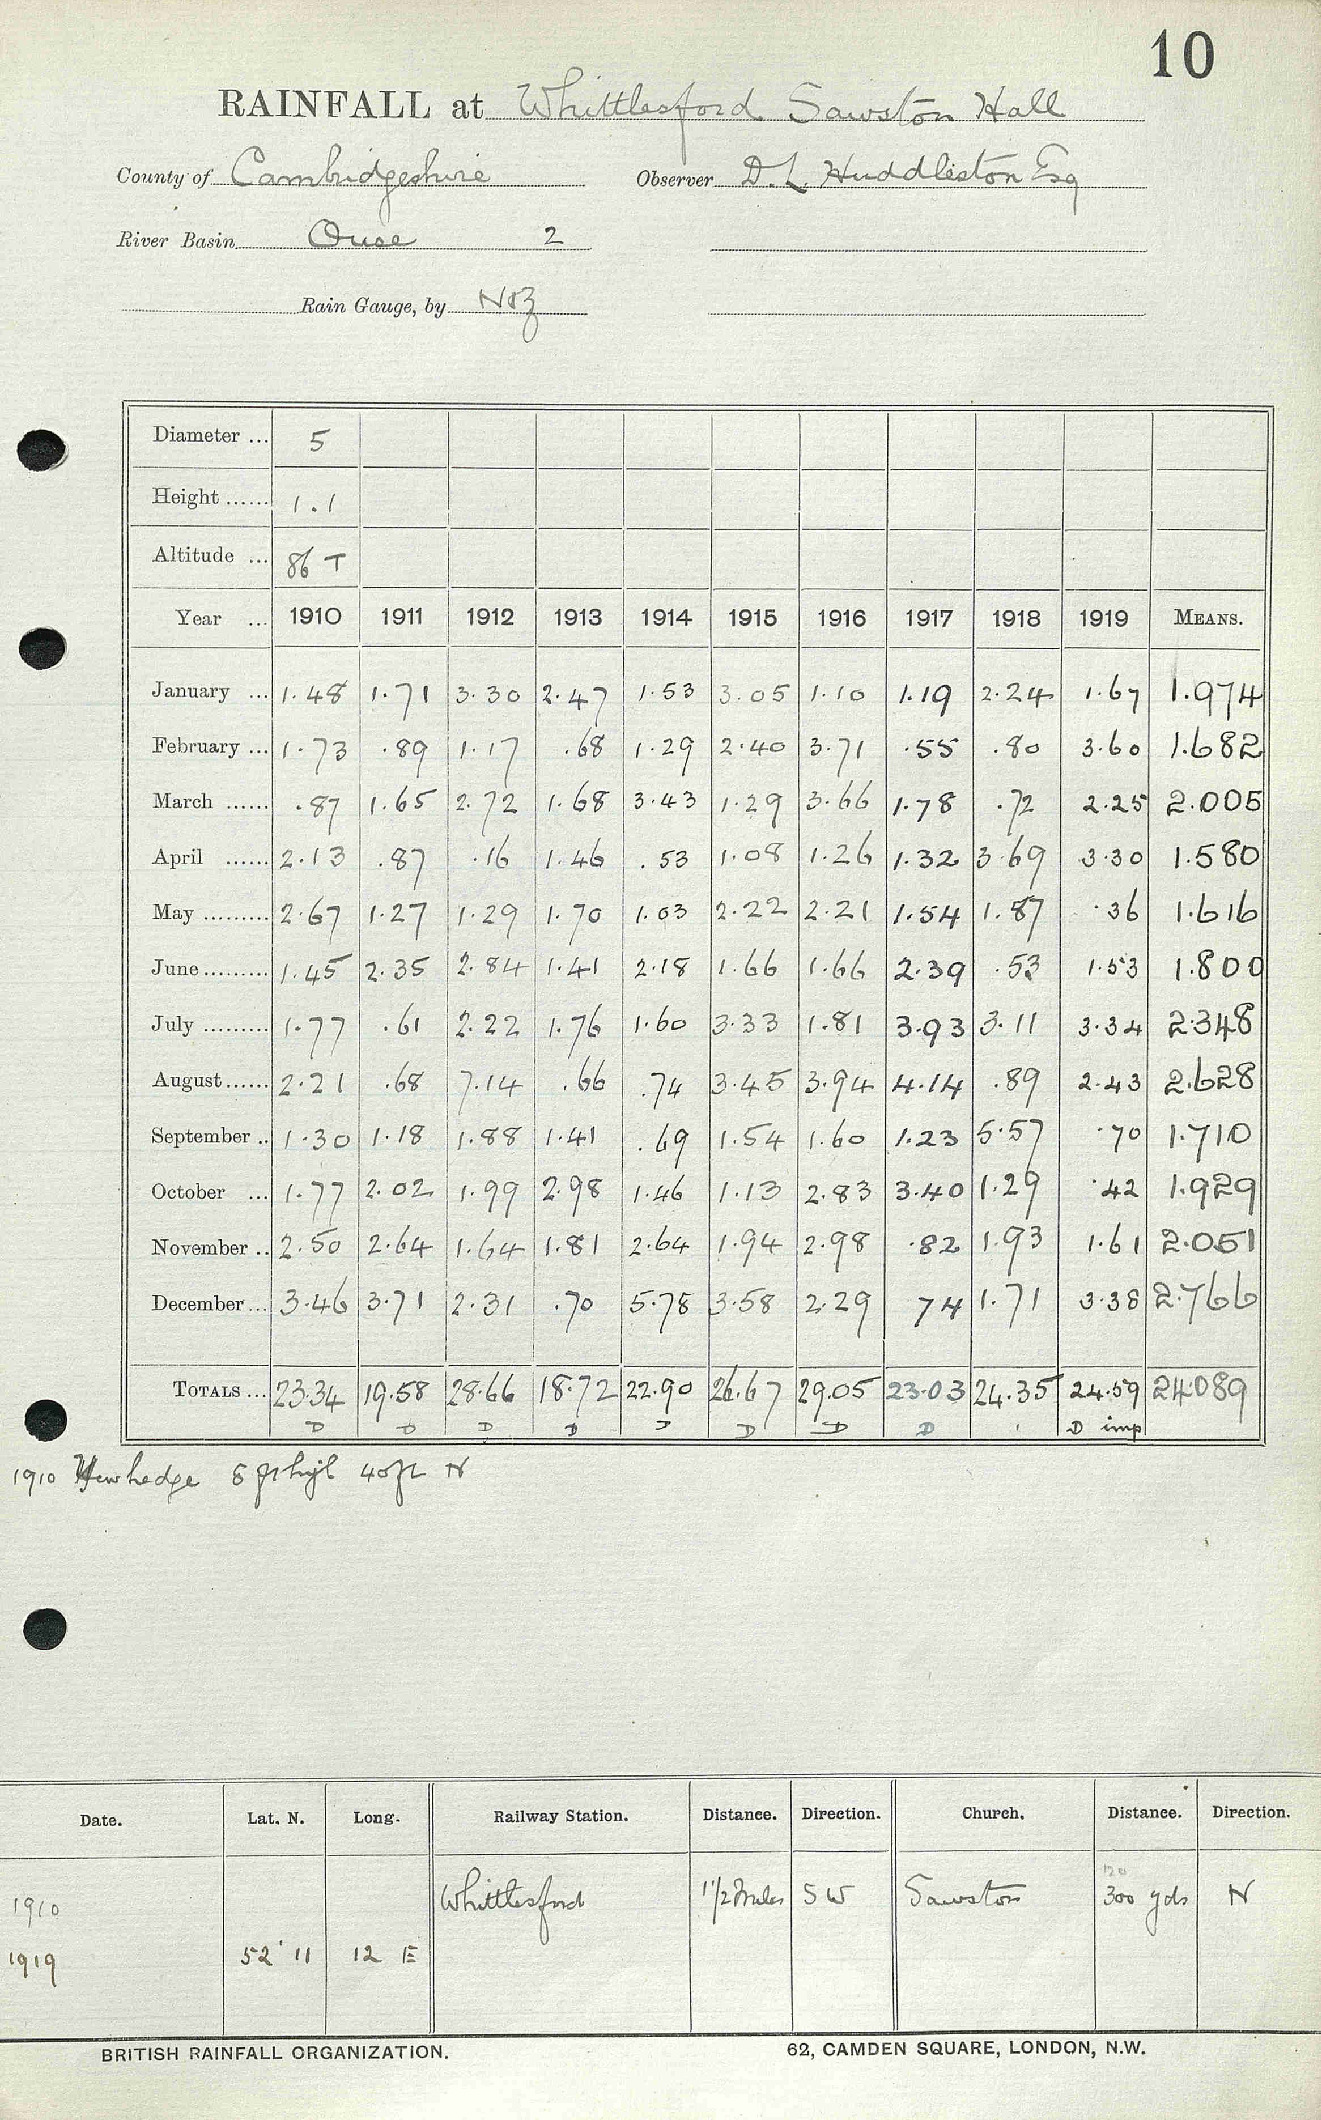 10
RAINFALL at Whittlesford Sawston Hall
County of Cambridgeshire Observer D. L. Huddleston Esq
River Basin Ouse 2
Rain Gauge, by N&Z
Diameter ... 5
Height ...... 1.1
Altitude ... 86 T
Year ... 1910 1911 1912 1913 1914 1915 1916 1917 1918 1919 MEANS.
January ... 1.48 1.71 3.30 2.47 1.53 3.05 1.10 1.19 2.24 1.67 1.974
February ... 1.73 .89 1.17 .68 1.29 2.40 3.71 .55 .80 3.60 1.682
March ...... .87 1.65 2.72 1.68 3.43 1.29 3.66 1.78 .72 2.25 2.005
April ...... 2.13 .87 .16 1.46 .53 1.08 1.26 1.32 3.69 3.30 1.580
May ......... 2.67 1.27 1.29 1.70 1.03 2.22 2.21 1.54 1.87 .36 1.616
June ......... 1.45 2.35 2.84 1.41 2.18 1.66 1.66 2.39 .53 1.53 1.800
July ......... 1.77 .61 2.22 1.76 1.60 3.33 1.81 3.93 3.11 3.34 2.348
August ...... 2.21 .68 7.14 .66 .74 3.45 3.94 4.14 .89 2.43 2.628
September .. 1.30 1.18 1.88 1.41 .69 1.54 1.60 1.23 5.57 .70 1.710
October ... 1.77 2.02 1.99 2.98 1.46 1.13 2.83 3.40 1.29 .42 1.929
November .. 2.50 2.64 1.64 1.81 2.64 1.94 2.98 .82 1.93 1.61 2.051
December ... 3.46 3.71 2.31 .70 5.78 3.58 2.29 74 1.71 3.38 2.766
TOTALS ... 23.34 19.58 28.66 18.72 22.90 26.67 29.05 23.03 24.35 24.59 24.089
D D D D D D D D D imp
1910 Yew hedge 8 ft high 40 ft N
Date. Lat. N. Long. Railway Station. Distance. Direction. Church. Distance. Direction.
120
1910 Whittlesford 1 1/2 Miles SW Sawston 300 yds N
1919 52° 11 12 E
BRITISH RAINFALL ORGANIZATION. 62, CAMDEN SQUARE, LONDON, N.W.